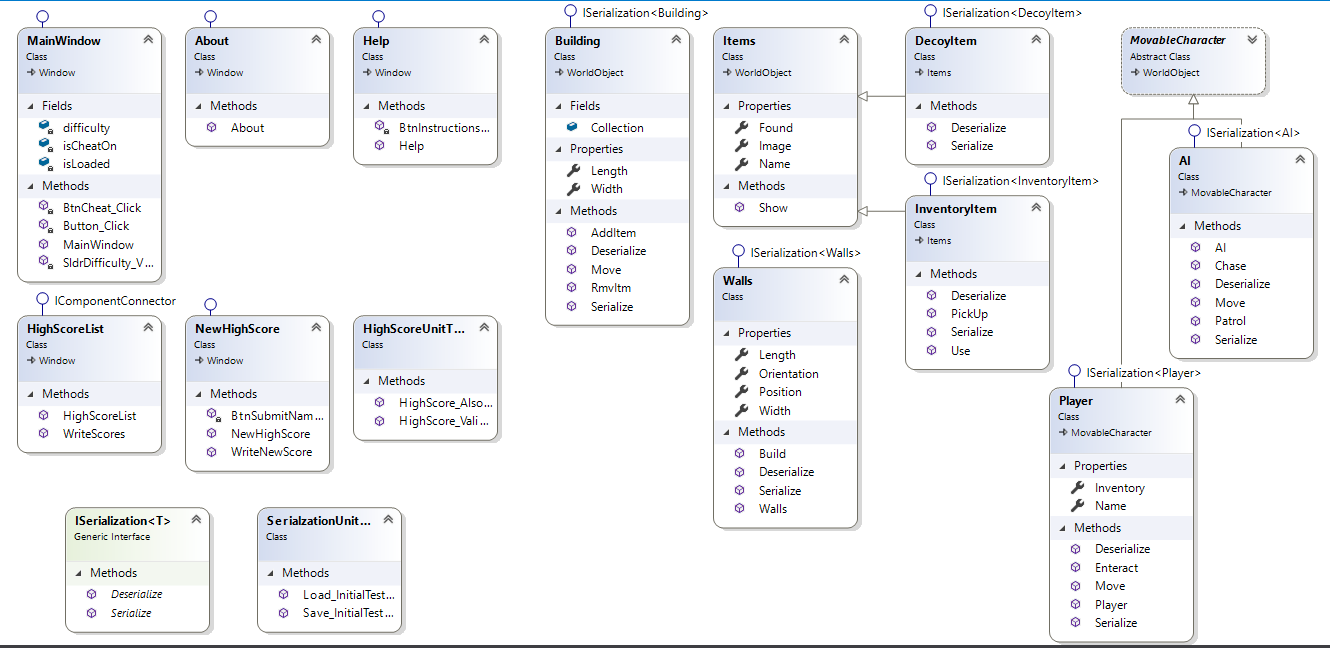 MainWindow
Class
Window
Fields
difficulty
isCheatOn
isLoaded
Methods
BtnCheat_Click
Button_Click
MainWindow
SldrDifficulty_V...
About
Class
Window
Methods
About
Help
Class
Window
Methods
BtnInstructions...
Help
IComponentConnector
HighScoreList
Class
Window
Methods
HighScoreList
WriteScores
NewHighScore
Class
Window
Methods
BtnSubmitNam...
NewHighScore
WriteNewScore
HighScoreUnitT...
Class
Methods
HighScore_Also...
HighScore_Vali...
ISerialization<T>
Generic Interface
Methods
Deserialize
Serialize
SerialzationUnit...
Class
Methods
Load_InitialTest...
Save_InitialTest...
ISerialization<Building>
Building
Class
WorldObject
Fields
Collection
Properties
Length
Width
Methods
AddItem
Deserialize
Move
RmvItm
Serialize
Items
Class
WorldObject
Properties
Found
Image
Name
Methods
Show
ISerialization<Walls>
Walls
Class
Properties
Length
Orientation
Position
Width
Methods
Build
Deserialize
Serialize
Walls
ISerialization<DecoyItem>
DecoyItem
Class
Items
Methods
Deserialize
Serialize
ISerialization<InventoryItem>
InventoryItem
Class
Items
Methods
Deserialize
PickUp
Serialize
Use
MovableCharacter
Abstract Class
WorldObject
ISerialization<AI>
AI
Class
MovableCharacter
Methods
AI
Chase
Deserialize
Move
Patrol
Serialize
ISerialization<Player>
Player
Class
MovableCharacter
Properties
Inventory
Name
Methods
Deserialize
Enteract
Move
Player
Serialize